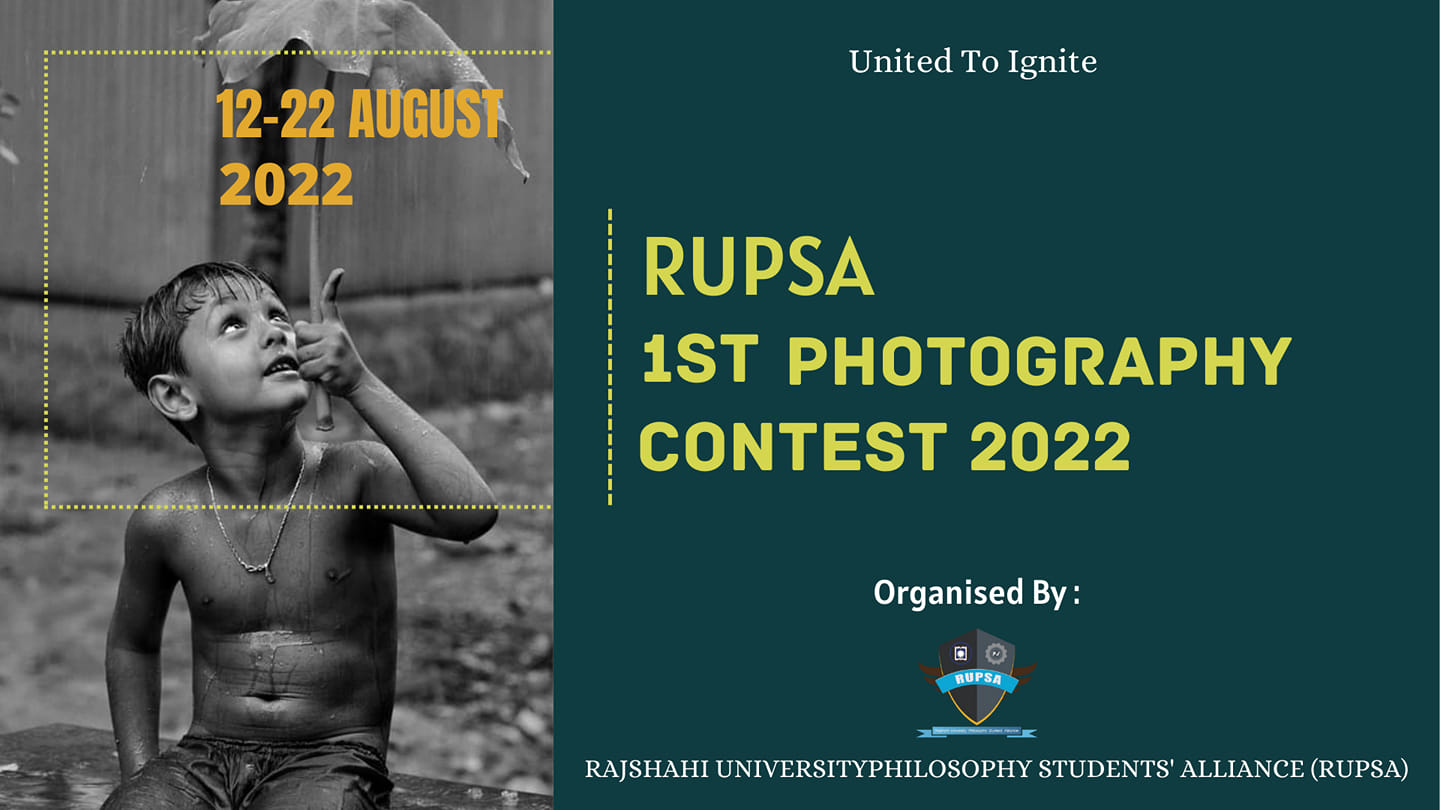 12-22 AUGUST
2022
United To Ignite
RUPSA
1ST PHOTOGRAPHY
CONTEST 2022
Organised By :
RUPSA
RAJSHAHI UNIVERSITYPHILOSOPHY STUDENTS' ALLIANCE (RUPSA)